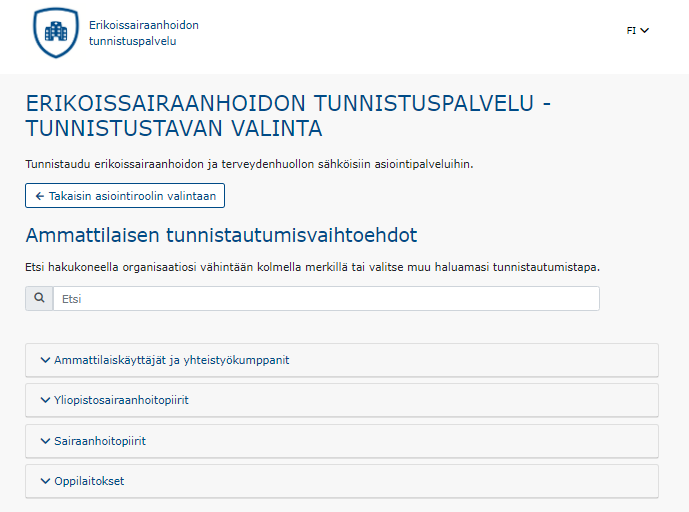 Erikoissairaanhoidon
tunnistuspalvelu
FI
ERIKOISSAIRAANHOIDON TUNNISTUSPALVELU -
TUNNISTUSTAVAN VALINTA
Tunnistaudu erikoissairaanhoidon ja terveydenhuollon sähköisiin asiointipalveluihin.
← Takaisin asiointiroolin valintaan
Ammattilaisen tunnistautumisvaihtoehdot
Etsi hakukoneella organisaatiosi vähintään kolmella merkillä tai valitse muu haluamasi tunnistautumistapa.
Etsi
Ammattilaiskäyttäjät ja yhteistyökumppanit
Yliopistosairaanhoitopiirit
Sairaanhoitopiirit
Oppilaitokset